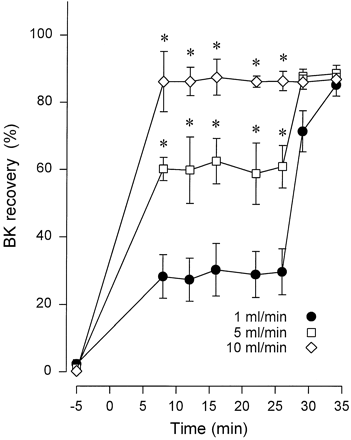 100
80
60
40
20
0
BK recovery (%)
* * * * *
* * * * *
1 ml/min
5 ml/min
10 ml/min
-5 0 5 10 15 20 25 30 35
Time (min)